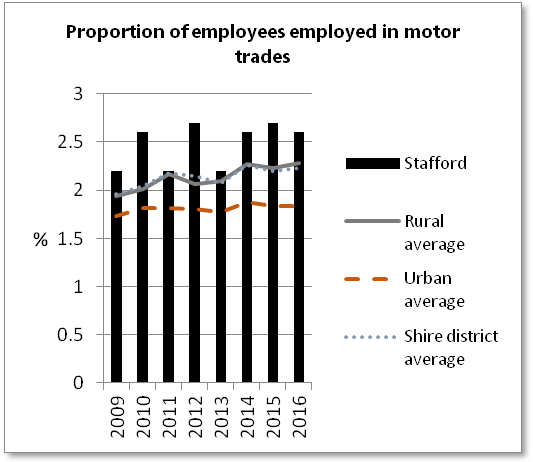 Proportion of employees employed in motor
trades
3
2.5
2
1.5
1
0.5
0
%
2009
2010
2011
2012
2013
2014
2015
2016
Stafford
Rural
average
Urban
average
Shire district
average